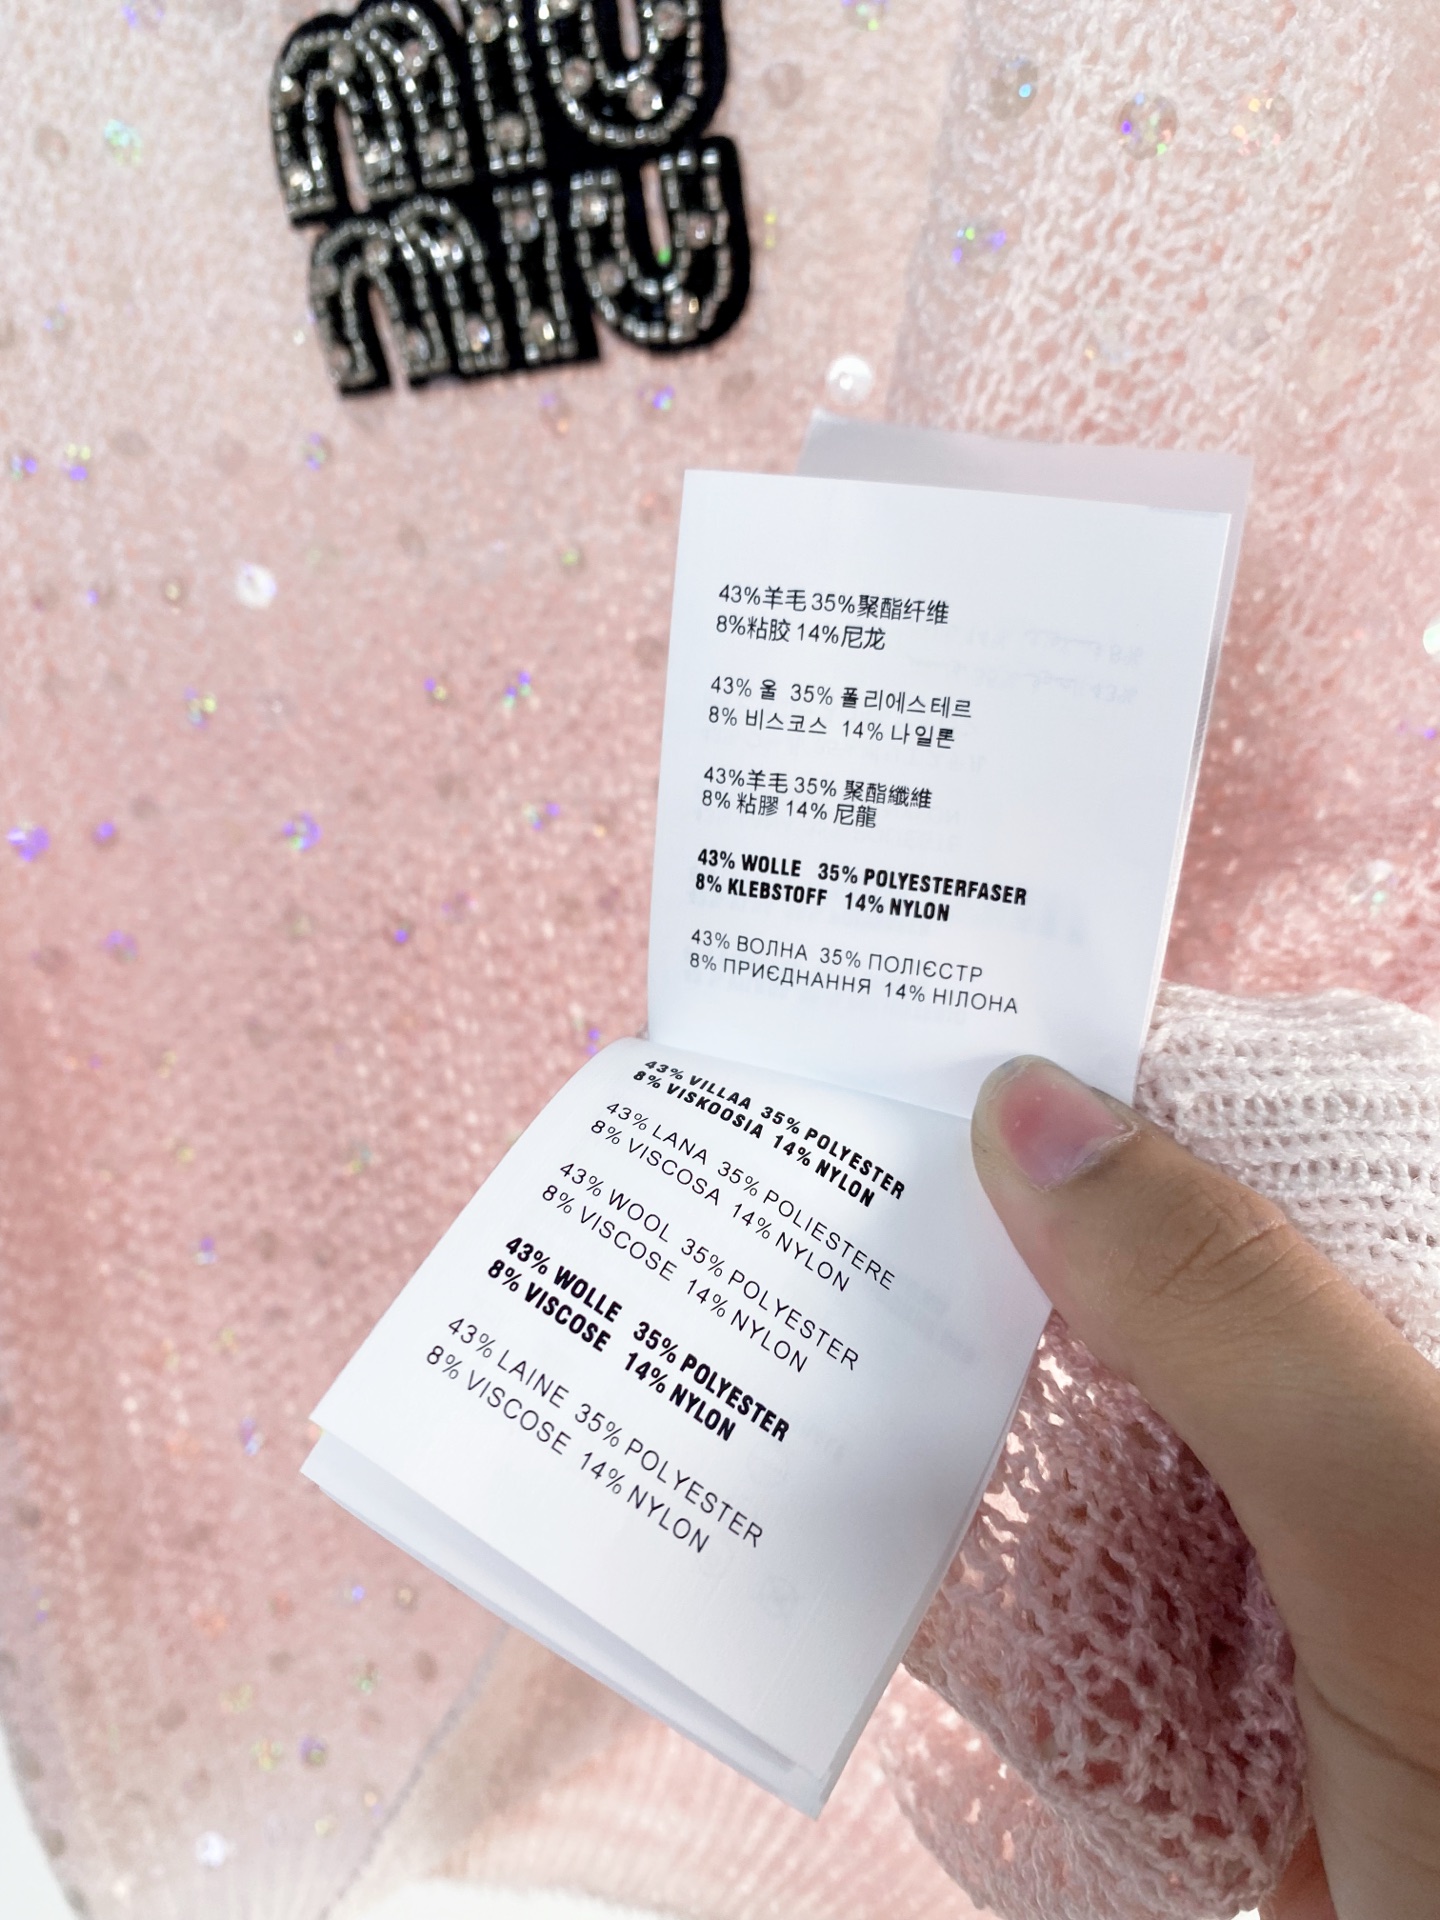 miu
miu
43%羊毛 35%聚酯纤维
8%粘胶 14%尼龙
43% 울 35% 폴리에스테르
8% 비스코스 14% 나일론
43%羊毛 35% 聚酯纖維
8% 粘膠 14% 尼龍
43% WOLLE 35% POLYESTERFASER
8% KLEBSTOFF 14% NYLON
43% ВОЛНА 35% ПОЛІЄСТР
8% ПРИЄДНАННЯ 14% НІЛОНА
43% VILLAA 35% POLYESTER
8% VISKOOSIA 14% NYLON
43% LANA 35% POLIESTERE
8% VISCOSA 14% NYLON
43% WOOL 35% POLYESTER
8% VISCOSE 14% NYLON
43% WOLLE 35% POLYESTER
8% VISCOSE 14% NYLON
43% LAINE 35% POLYESTER
8% VISCOSE 14% NYLON